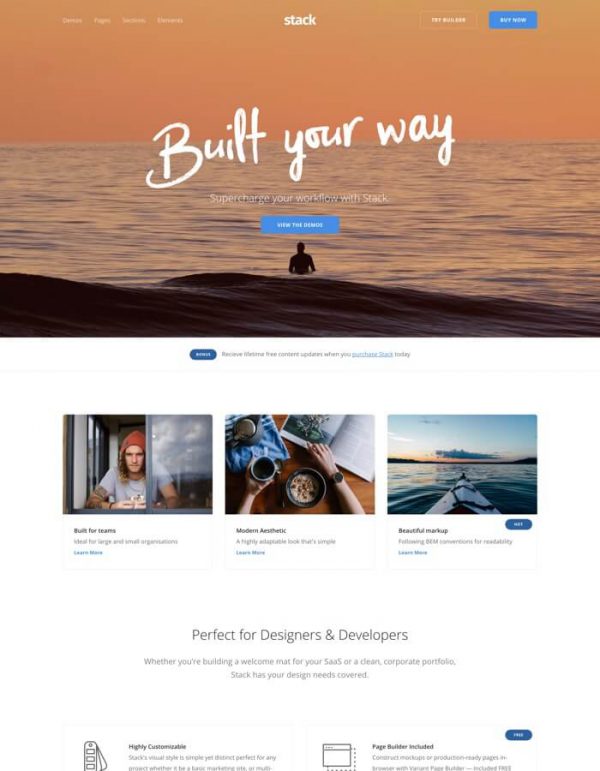 Demos Pages Sections Elements stack TRY BUILDER BUY NOW
Built your way
Supercharge your workflow with Stack.
VIEW THE DEMOS
BONUS Recieve lifetime free content updates when you purchase Stack today
HOT
Built for teams
Ideal for large and small organisations
Learn More
Modern Aesthetic
A highly adaptable look that's simple
Learn More
Beautiful markup
Following BEM conventions for readability
Learn More
Perfect for Designers & Developers
Whether you're building a welcome mat for your SaaS or a clean, corporate portfolio,
Stack has your design needs covered.
Highly Customizable
Stack's visual style is simple yet distinct perfect for any
project whether it be a basic marketing site, or multi-
FREE
Page Builder Included
Construct mockups or production-ready pages in-
browser with Variant Page Builder — Included FREE